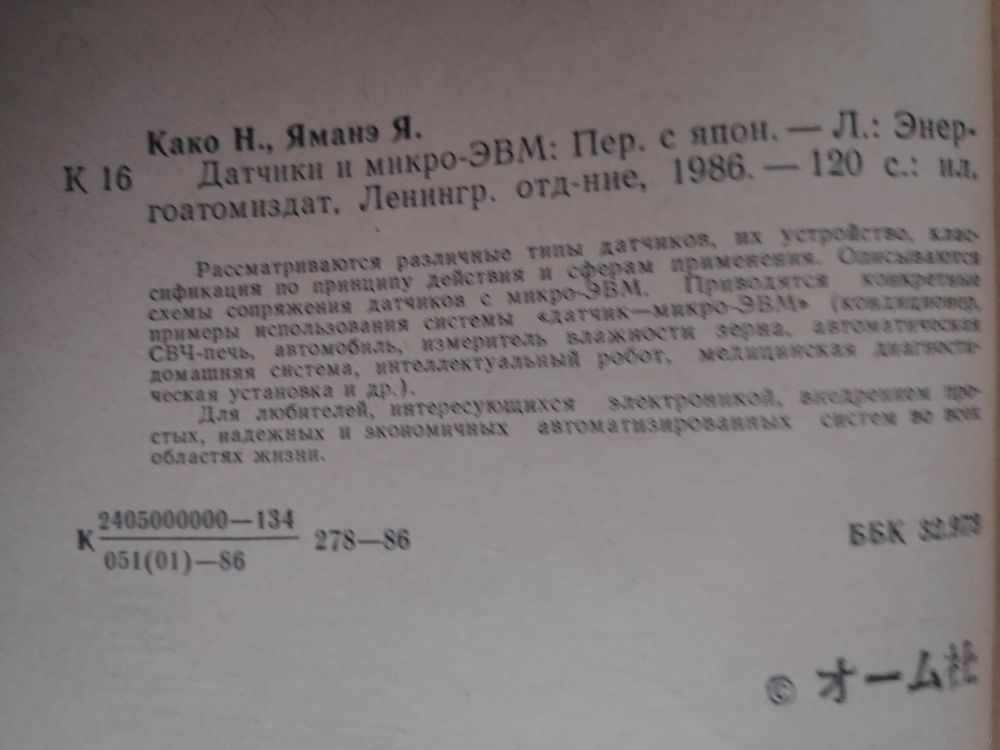 Како Н., Яманэ Я.
К 16 Датчики и микро-ЭВМ: Пер. с япон. — Л.: Энер-
гоатомиздат. Ленингр. отд-ние, 1986. — 120 с.: ил.
Рассматриваются различные типы датчиков, их устройство, клас-
сификация по принципу действия и сферам применения. Описываются
схемы сопряжения датчиков с микро-ЭВМ. Приводятся конкретные
примеры использования системы «датчик—микро-ЭВМ» (кондиционер,
СВЧ-печь, автомобиль, измеритель влажности зерна, автоматическая
домашняя система, интеллектуальный робот, медицинская диагности-
ческая установка и др.).
Для любителей, интересующихся электроникой, внедрением про-
стых, надежных и экономичных автоматизированных систем во всех
областях жизни.
К 2405000000—134
051(01)—86 278—86
ББК 32.973
© オーム社